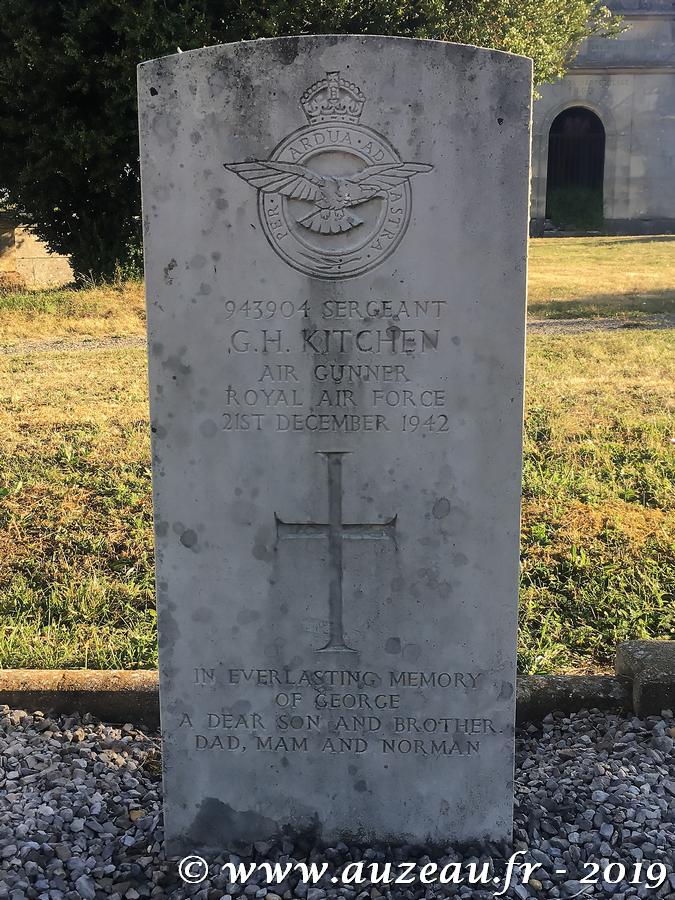 PER · ARDUA · AD ASTRA
943904 SERGEANT
G.H. KITCHEN
AIR GUNNER
ROYAL AIR FORCE
21ST DECEMBER 1942
IN EVERLASTING MEMORY
OF GEORGE
A DEAR SON AND BROTHER.
DAD, MAM AND NORMAN
© www.auzeau.fr - 2019